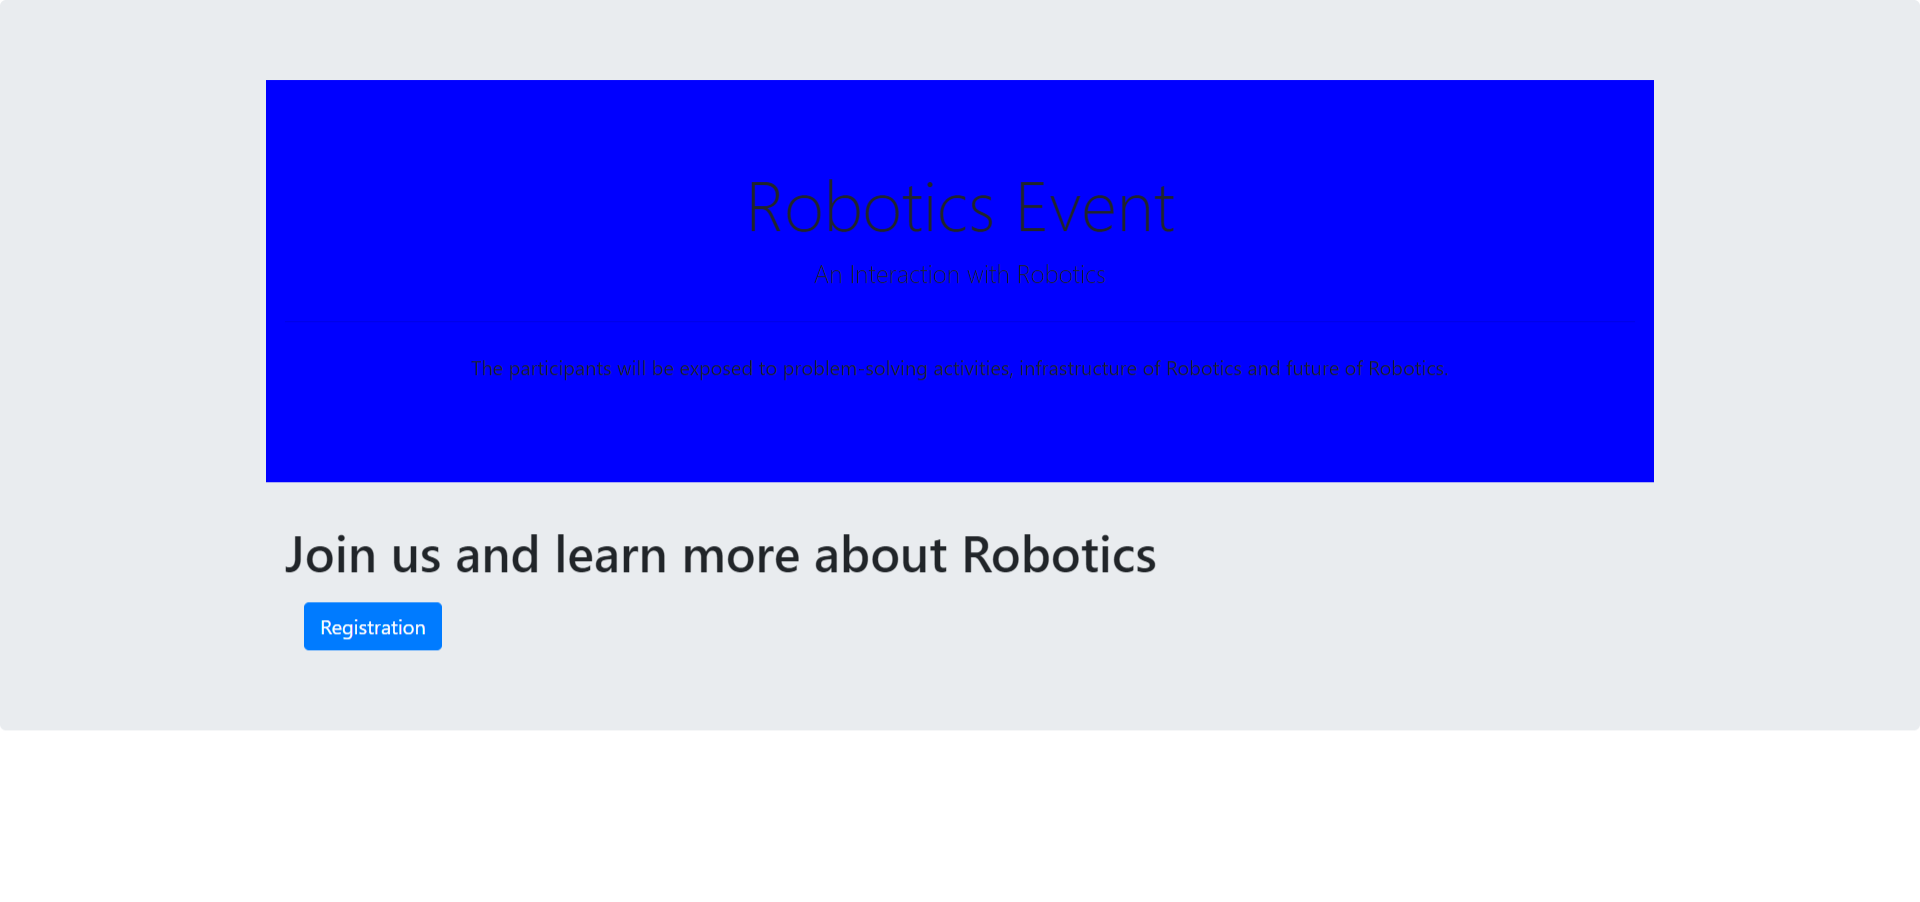 Robotics Event
An Interaction with Robotics
The participants will be exposed to problem-solving activities, infrastructure of Robotics and future of Robotics.
Join us and learn more about Robotics
Registration